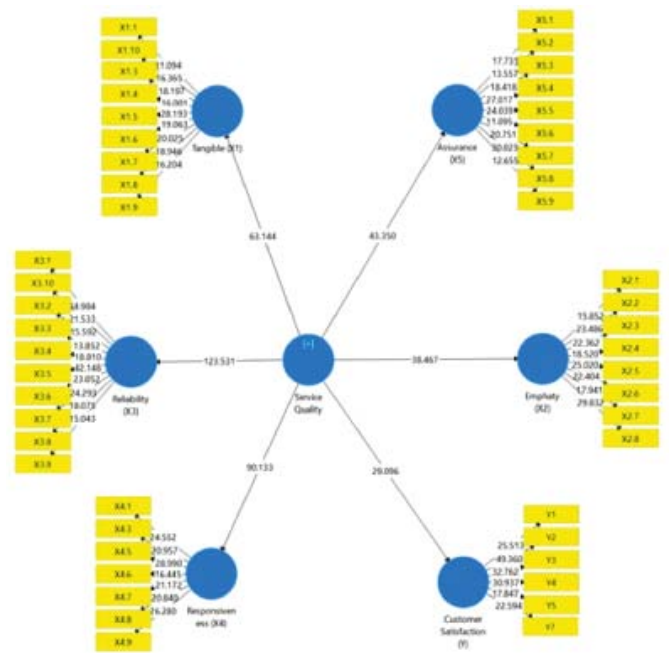 X1.1
X1.10
X1.3
X1.4
X1.5
X1.6
X1.7
X1.8
X1.9
16.365
18.197
28.193
19.063
20.025
18.948
16.204
Tangible (X1)
X5.1
X5.2
X5.3
X5.4
X5.5
X5.6
X5.7
X5.8
X5.9
17.731
13.557
18.418
27.017
24.039
11.095
20.751
30.023
12.655
Assurance
(X5)
63.144
43.350
X3.1
X3.10
X3.2
X3.3
X3.4
X3.5
X3.6
X3.7
X3.8
X3.9
21.533
15.592
13.852
18.810
42.148
23.052
24.293
18.073
15.043
Reliability
(X3)
123.531
[+]
Service
Quality
38.467
X2.1
X2.2
X2.3
X2.4
X2.5
X2.6
X2.7
X2.8
15.852
23.486
22.362
18.520
25.020
22.404
17.941
29.832
Emphaty
(X2)
90.133
29.096
X4.1
X4.3
X4.5
X4.6
X4.7
X4.8
X4.9
24.552
20.957
28.990
16.445
21.172
20.840
26.280
Responsiven
ess (X4)
Y1
Y2
Y3
Y4
Y5
Y7
25.513
49.360
32.762
30.937
17.847
22.594
Customer
Satisfaction
(Y)